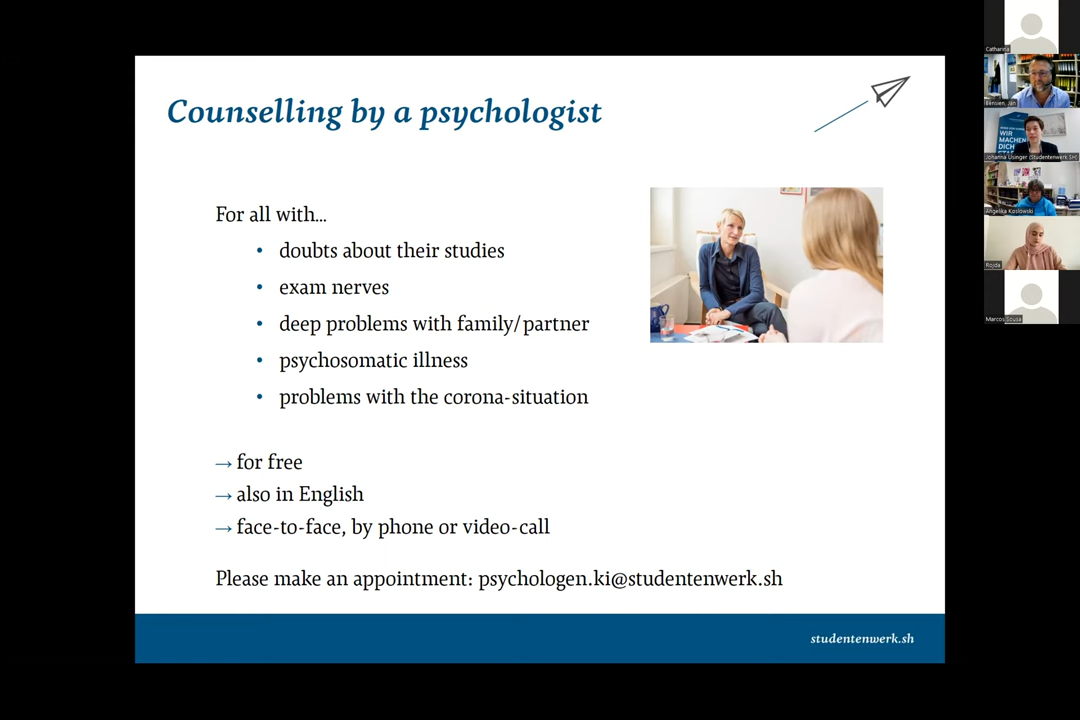 Counselling by a psychologist
For all with…
• doubts about their studies
• exam nerves
• deep problems with family/partner
• psychosomatic illness
• problems with the corona-situation
→ for free
→ also in English
→ face-to-face, by phone or video-call
Please make an appointment: psychologen.ki@studentenwerk.sh
studentenwerk.sh
Catharina
Jan
WIR
MACHEN
DICH
Johanna Usinger (Studentenwerk SH)
Angelika Koslowski
Rojda
Marcos Sousa